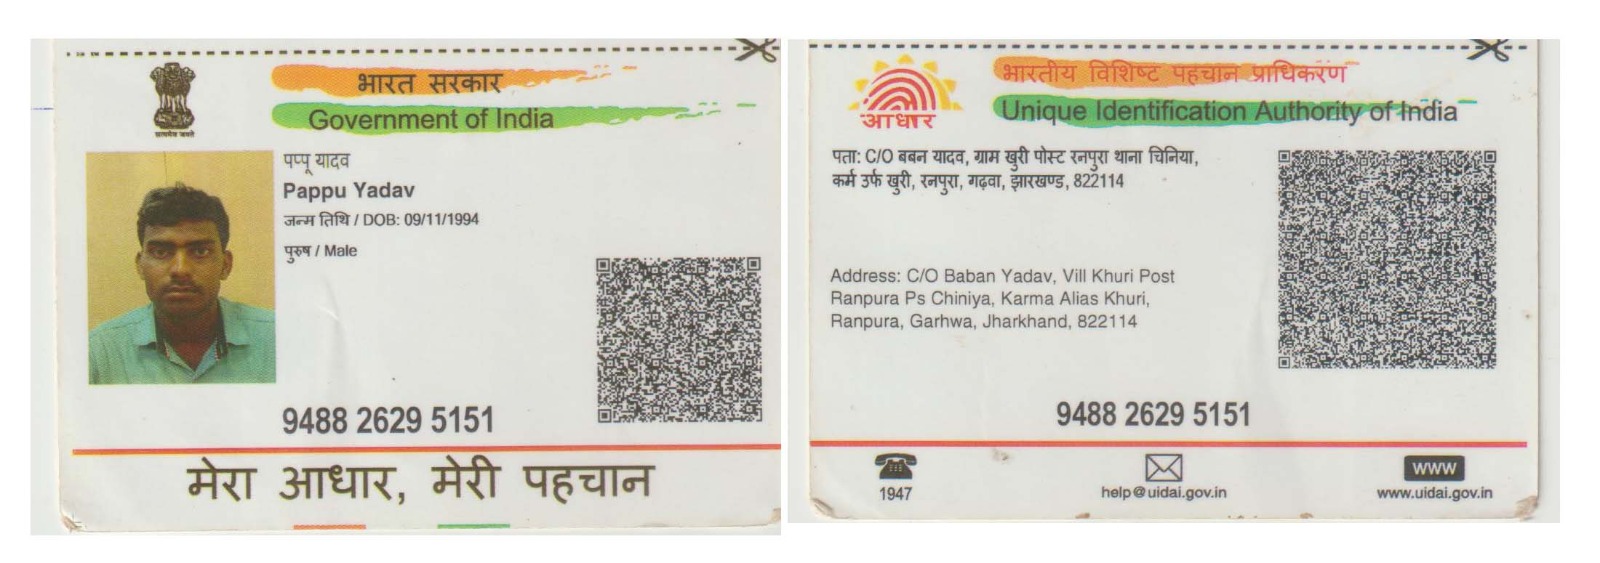 भारत सरकार
Government of India
सत्यमेव जयते
पप्पू यादव
Pappu Yadav
जन्म तिथि / DOB: 09/11/1994
पुरुष / Male
9488 2629 5151
मेरा आधार, मेरी पहचान
भारतीय विशिष्ट पहचान प्राधिकरण
Unique Identification Authority of India
आधार
पता: C/O बबन यादव, ग्राम खुरी पोस्ट रनपुरा थाना चिनिया,
कर्म उर्फ खुरी, रनपुरा, गढ़वा, झारखण्ड, 822114
Address: C/O Baban Yadav, Vill Khuri Post
Ranpura Ps Chiniya, Karma Alias Khuri,
Ranpura, Garhwa, Jharkhand, 822114
9488 2629 5151
1947
help@uidai.gov.in
www
www.uidai.gov.in